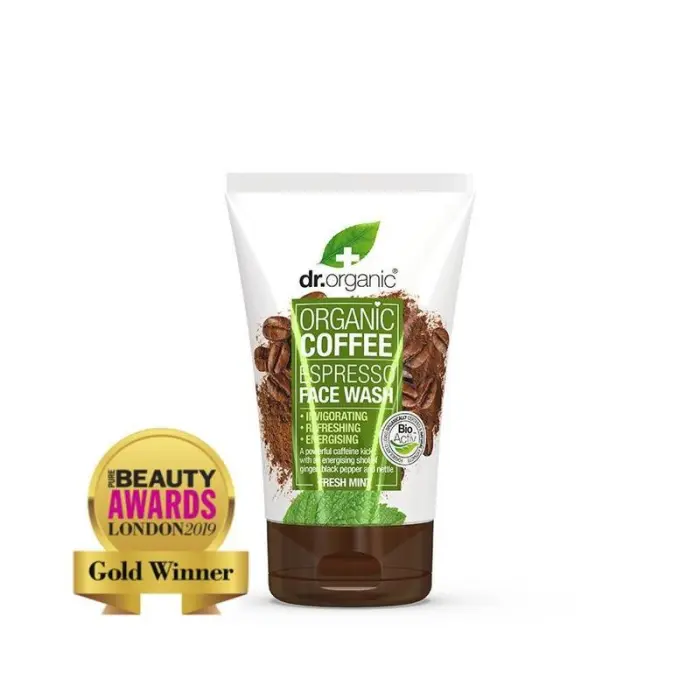 dr.organic®
ORGANIC
COFFEE
ESPRESSO
FACE WASH
• INVIGORATING
• REFRESHING
• ENERGISING
A powerful caffeine kick
with an energising shot of
ginger, black pepper and nettle
FRESH MINT
Bio
Activ
PURE
BEAUTY
AWARDS
LONDON2019
Gold Winner